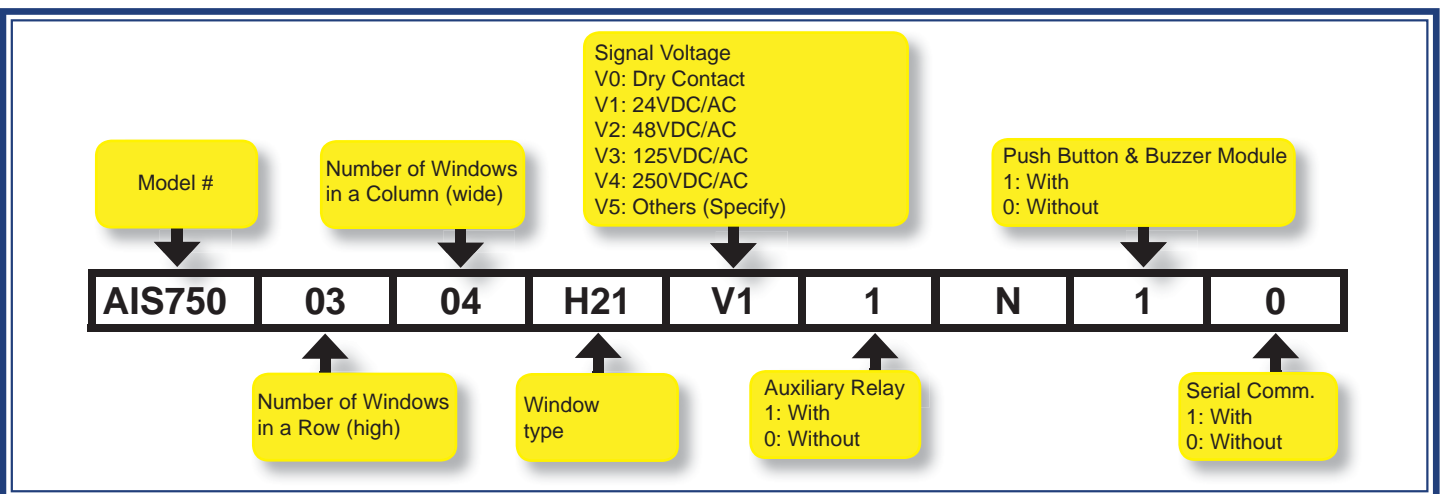 Signal Voltage
V0: Dry Contact
V1: 24VDC/AC
V2: 48VDC/AC
V3: 125VDC/AC
V4: 250VDC/AC
V5: Others (Specify)
Model #
Number of Windows
in a Column (wide)
Push Button & Buzzer Module
1: With
0: Without
AIS750 03 04 H21 V1 1 N 1 0
Number of Windows
in a Row (high)
Window
type
Auxiliary Relay
1: With
0: Without
Serial Comm.
1: With
0: Without